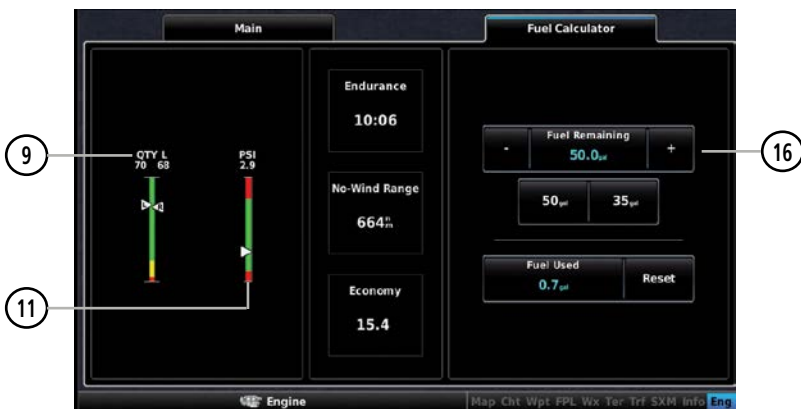 Main
Fuel Calculator
9
QTY L
70 68
PSI
2.9
11
Endurance
10:06
No-Wind Range
664nm
Economy
15.4
-
Fuel Remaining
50.0gal
+
16
50gal
35gal
Fuel Used
0.7gal
Reset
Engine
Map Cht Wpt FPL Wx Ter Trf SXM Info Eng